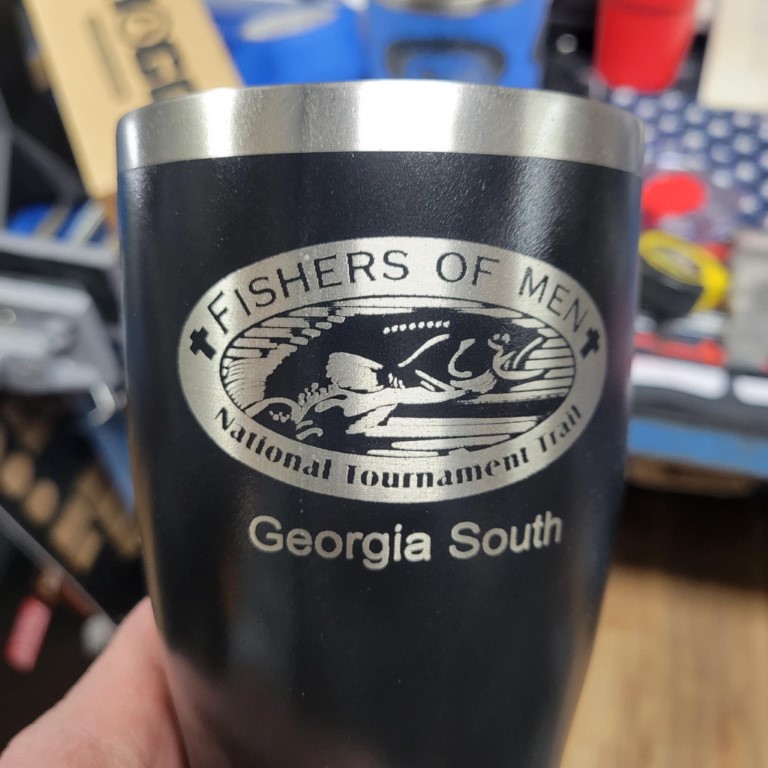 FISHERS OF MEN
National Tournament Trail
Georgia South